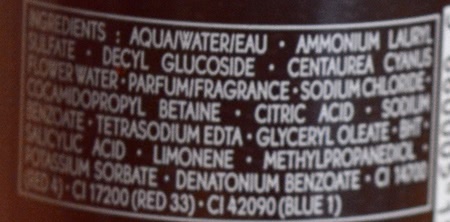 INGREDIENTS : AQUA/WATER/EAU • AMMONIUM LAURYL
SULFATE • DECYL GLUCOSIDE • CENTAUREA CYANUS
FLOWER WATER • PARFUM/FRAGRANCE • SODIUM CHLORIDE •
COCAMIDOPROPYL BETAINE • CITRIC ACID • SODIUM
BENZOATE • TETRASODIUM EDTA • GLYCERYL OLEATE • BHT •
SALICYLIC ACID • LIMONENE • METHYLPROPANEDIOL •
POTASSIUM SORBATE • DENATONIUM BENZOATE • CI 14700
(RED 4) • CI 17200 (RED 33) • CI 42090 (BLUE 1)